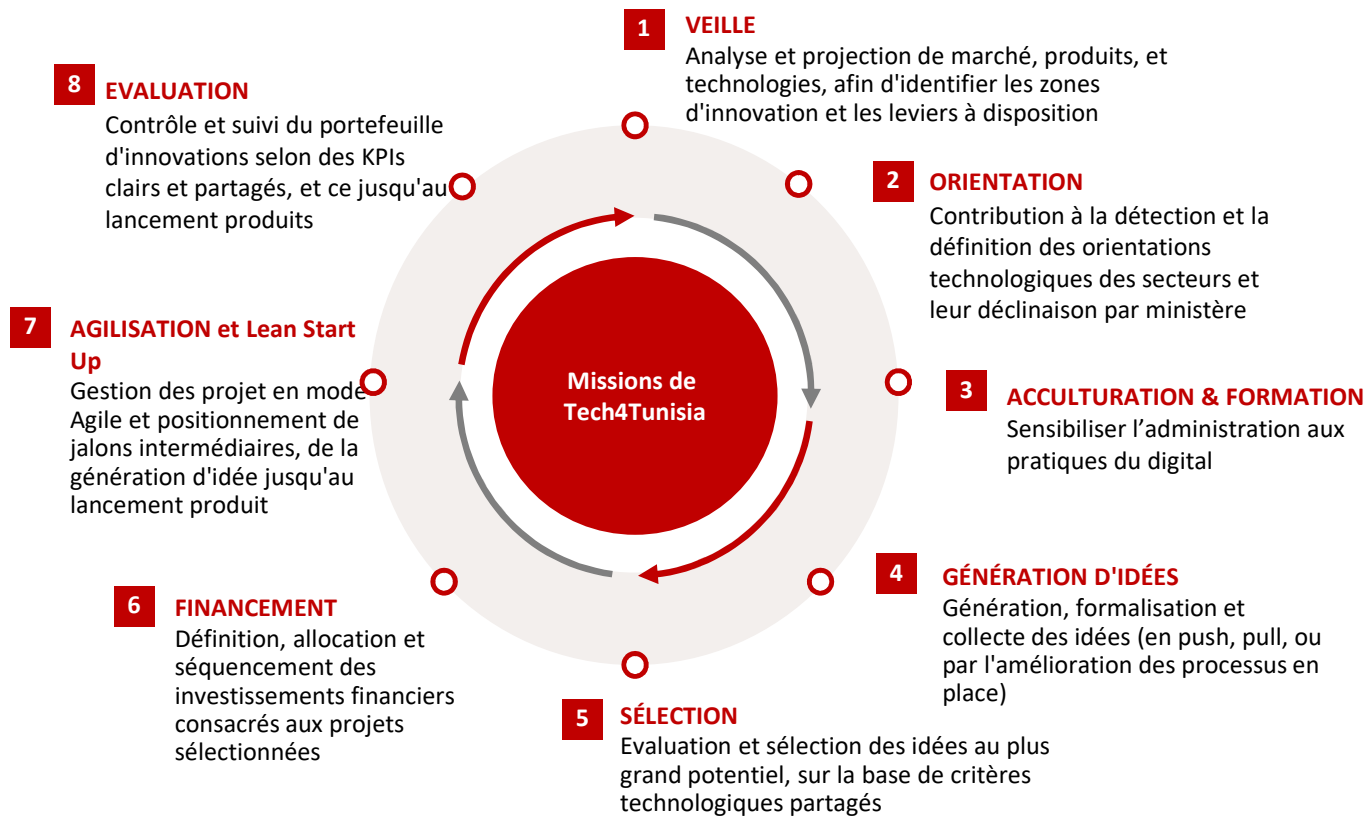 1
VEILLE
Analyse et projection de marché, produits, et
technologies, afin d'identifier les zones
d'innovation et les leviers à disposition
2
ORIENTATION
Contribution à la détection et la
définition des orientations
technologiques des secteurs et
leur déclinaison par ministère
3
ACCULTURATION & FORMATION
Sensibiliser l’administration aux
pratiques du digital
4
GÉNÉRATION D'IDÉES
Génération, formalisation et
collecte des idées (en push, pull, ou
par l'amélioration des processus en
place)
5
SÉLECTION
Evaluation et sélection des idées au plus
grand potentiel, sur la base de critères
technologiques partagés
6
FINANCEMENT
Définition, allocation et
séquencement des
investissements financiers
consacrés aux projets
sélectionnées
7
AGILISATION et Lean Start
Up
Gestion des projet en mode
Agile et positionnement de
jalons intermédiaires, de la
génération d'idée jusqu'au
lancement produit
8
EVALUATION
Contrôle et suivi du portefeuille
d'innovations selon des KPIs
clairs et partagés, et ce jusqu'au
lancement produits
Missions de
Tech4Tunisia